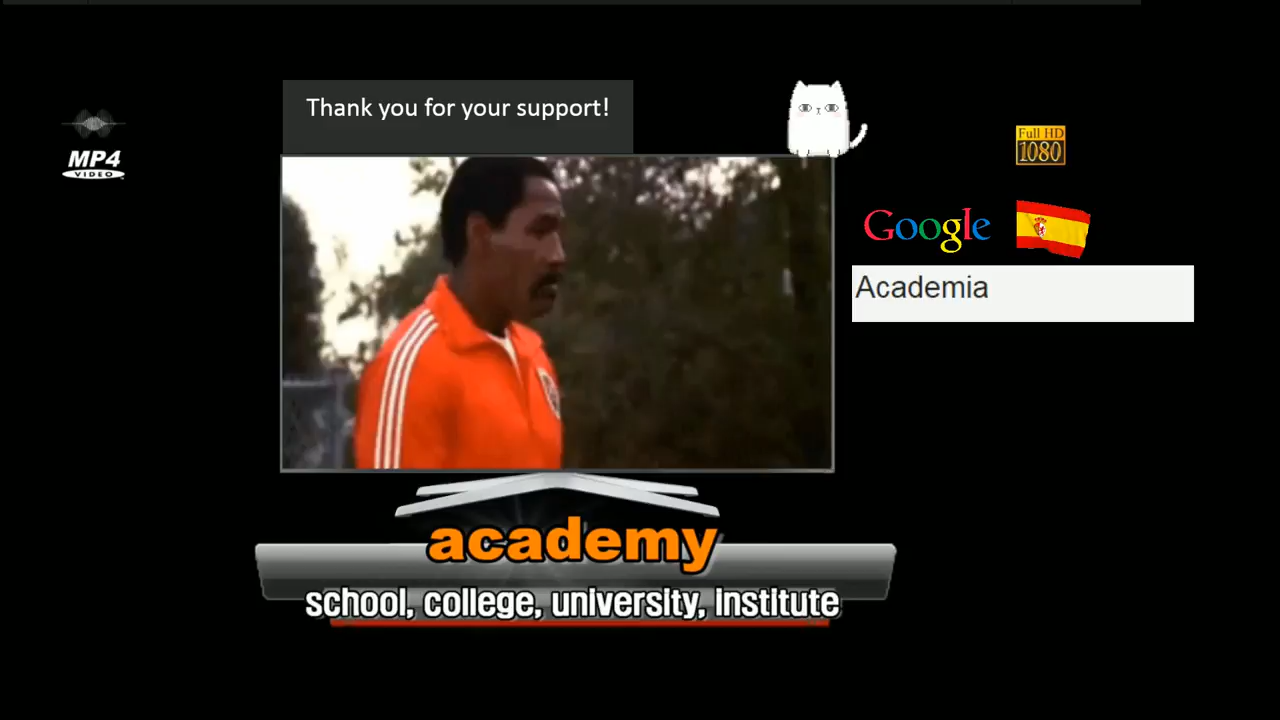 Thank you for your support!
MP4
VIDEO
Full HD
1080
Google
Academia
academy
school, college, university, institute